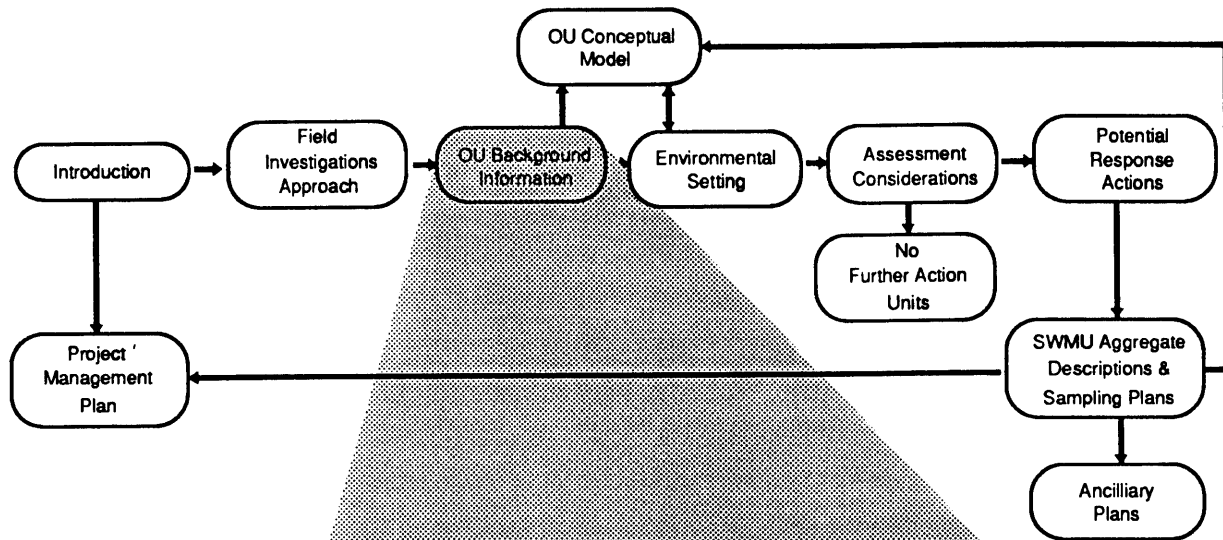 OU Conceptual
Model
Introduction
Field
Investigations
Approach
OU Background
Information
Environmental
Setting
Assessment
Considerations
Potential
Response
Actions
No
Further Action
Units
Project '
Management
Plan
SWMU Aggregate
Descriptions &
Sampling Plans
Ancilliary
Plans